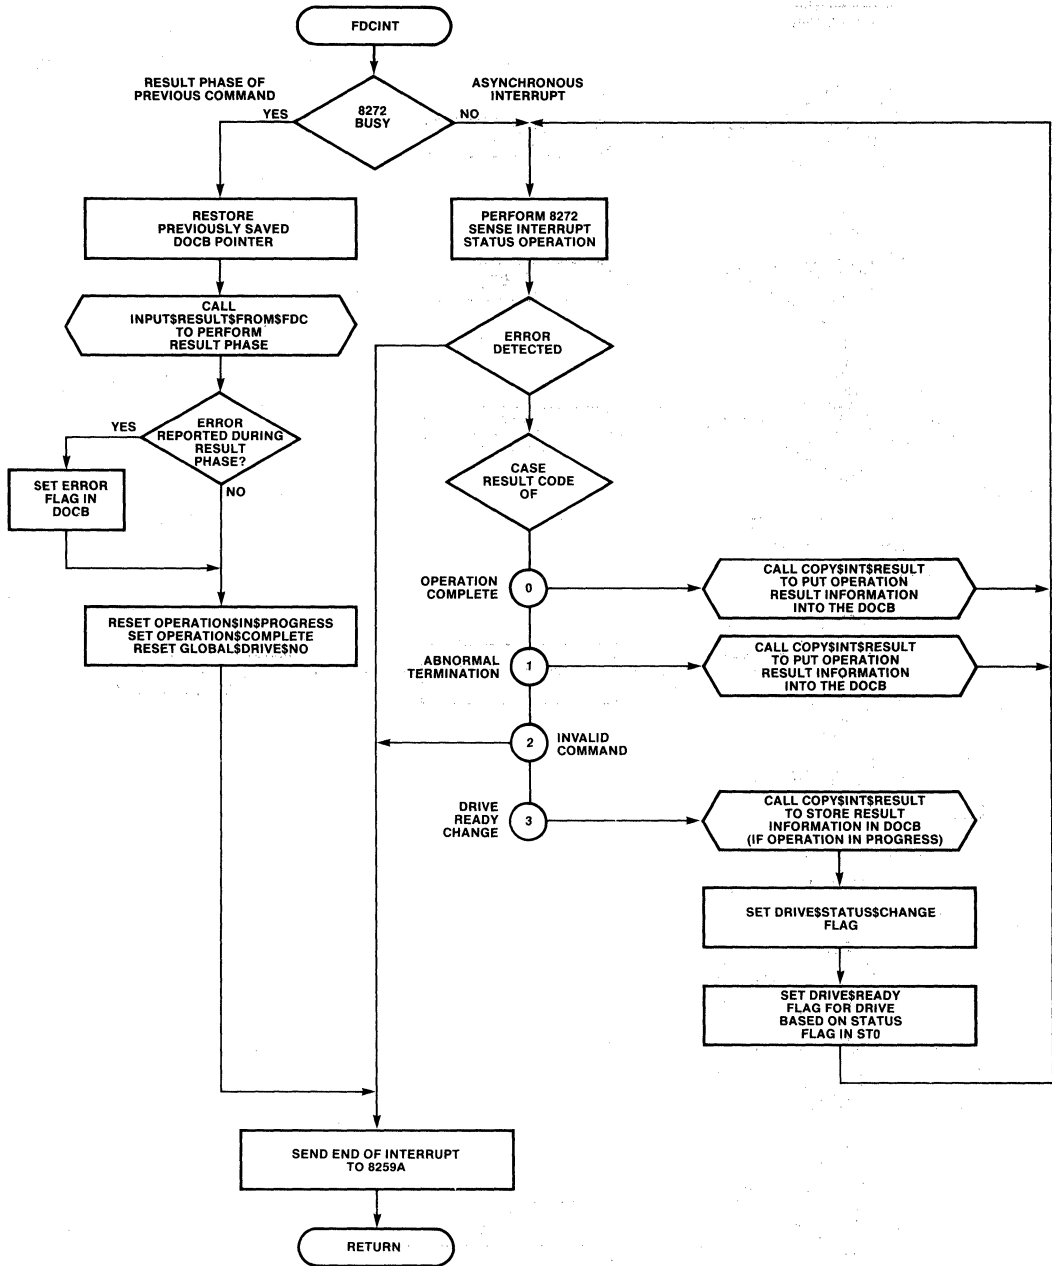 FDCINT
RESULT PHASE OF
PREVIOUS COMMAND
ASYNCHRONOUS
INTERRUPT
8272
BUSY
YES
NO
RESTORE
PREVIOUSLY SAVED
DOCB POINTER
PERFORM 8272
SENSE INTERRUPT
STATUS OPERATION
CALL
INPUT$RESULT$FROM$FDC
TO PERFORM
RESULT PHASE
ERROR
DETECTED
YES
ERROR
REPORTED DURING
RESULT
PHASE?
NO
SET ERROR
FLAG IN
DOCB
CASE
RESULT CODE
OF
RESET OPERATION$IN$PROGRESS
SET OPERATION$COMPLETE
RESET GLOBAL$DRIVE$NO
OPERATION
COMPLETE
0
CALL COPY$INT$RESULT
TO PUT OPERATION
RESULT INFORMATION
INTO THE DOCB
ABNORMAL
TERMINATION
1
CALL COPY$INT$RESULT
TO PUT OPERATION
RESULT INFORMATION
INTO THE DOCB
2
INVALID
COMMAND
DRIVE
READY
CHANGE
3
CALL COPY$INT$RESULT
TO STORE RESULT
INFORMATION IN DOCB
(IF OPERATION IN PROGRESS)
SET DRIVE$STATUS$CHANGE
FLAG
SET DRIVE$READY
FLAG FOR DRIVE
BASED ON STATUS
FLAG IN ST0
SEND END OF INTERRUPT
TO 8259A
RETURN